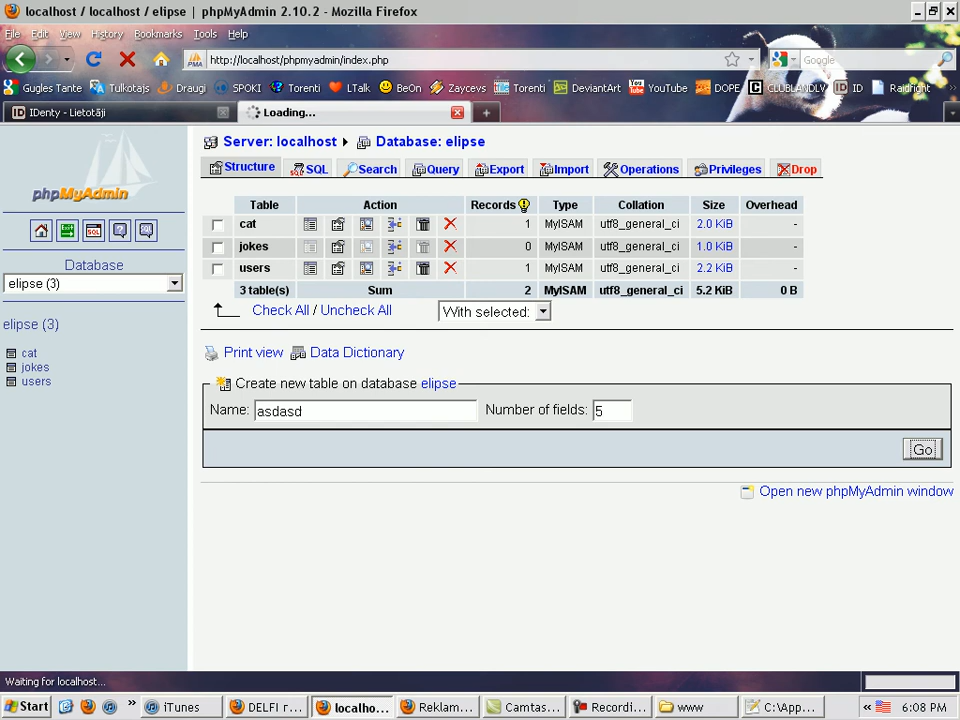 localhost / localhost / elipse | phpMyAdmin 2.10.2 - Mozilla Firefox
File Edit View History Bookmarks Tools Help
http://localhost/phpmyadmin/index.php
Google
Gugles Tante Tulkotajs Draugi SPOKI Torenti LTalk BeOn Zaycevs Torenti DeviantArt YouTube DOPE CLUBLANDLV ID Raidright
IDenty - Lietotāji
Loading...
phpMyAdmin
Database
elipse (3)
elipse (3)
cat
jokes
users
Server: localhost Database: elipse
Structure SQL Search Query Export Import Operations Privileges Drop
Table Action Records Type Collation Size Overhead
cat 1 MyISAM utf8_general_ci 2.0 KiB -
jokes 0 MyISAM utf8_general_ci 1.0 KiB -
users 1 MyISAM utf8_general_ci 2.2 KiB -
3 table(s) Sum 2 MyISAM utf8_general_ci 5.2 KiB 0 B
Check All / Uncheck All With selected:
Print view Data Dictionary
Create new table on database elipse
Name: asdasd Number of fields: 5
Go
Open new phpMyAdmin window
Waiting for localhost...
Start » iTunes DELFI r... localho... Reklam... Camtas... Recordi... www C:\App... « 6:08 PM